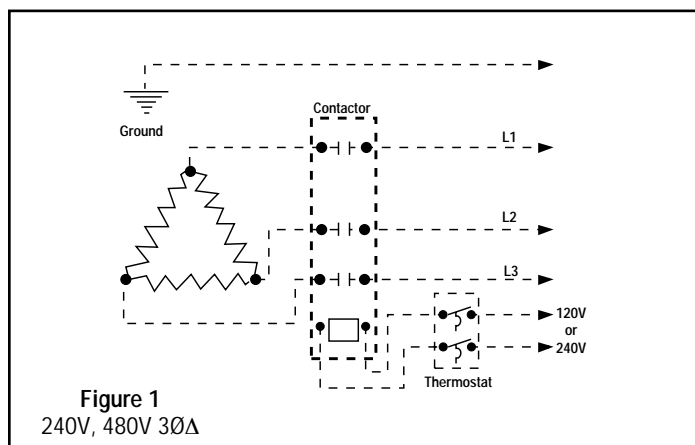 Ground
Contactor
L1
L2
L3
120V
or
240V
Thermostat
Figure 1
240V, 480V 3ØΔ